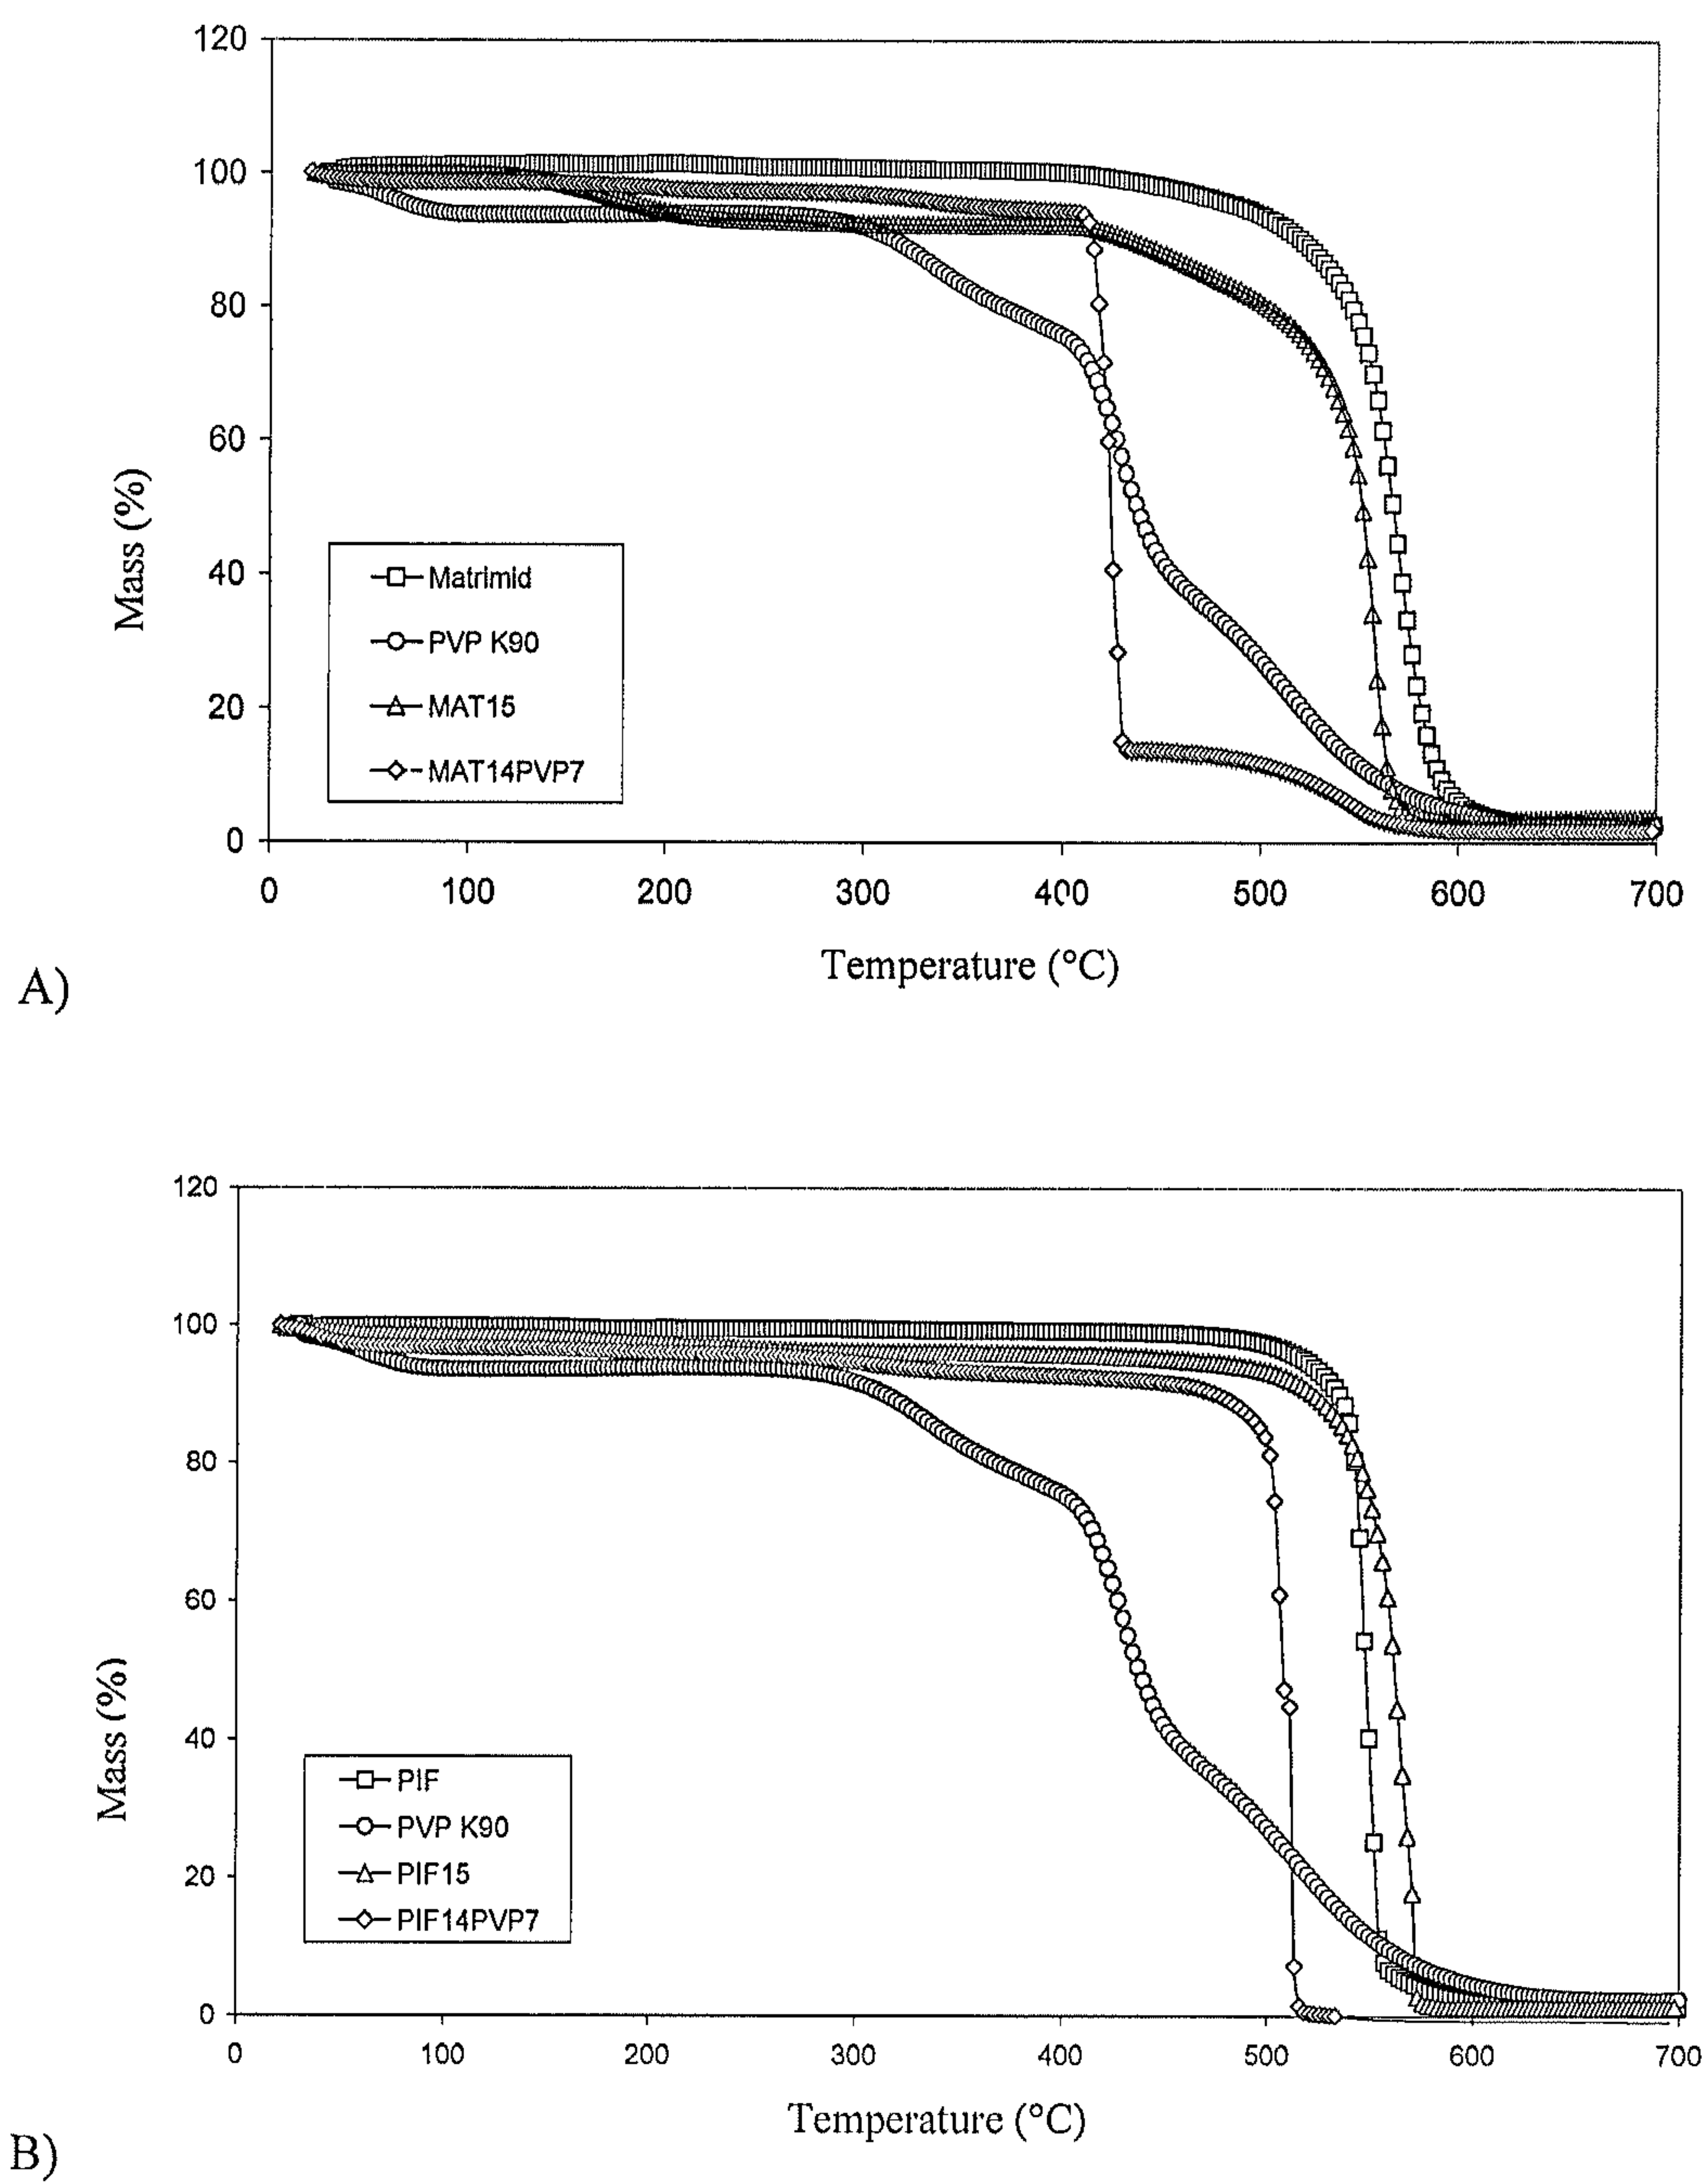 120
100
80
60
40
20
0
Mass (%)
Matrimid
PVP K90
MAT15
MAT14PVP7
0 100 200 300 400 500 600 700
Temperature (°C)
A)
120
100
80
60
40
20
0
Mass (%)
PIF
PVP K90
PIF15
PIF14PVP7
0 100 200 300 400 500 600 700
Temperature (°C)
B)